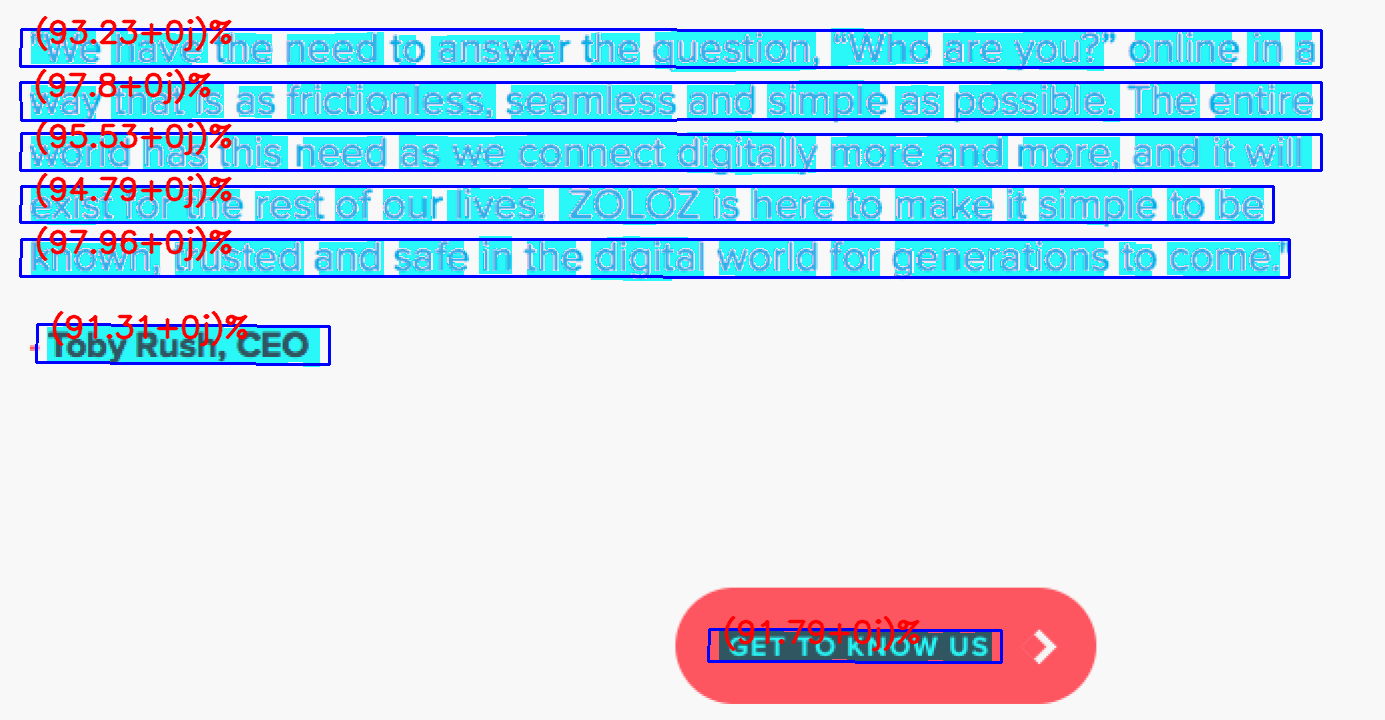 (93.23+0j)%
"We have the need to answer the question, “Who are you?” online in a
(97.8+0j)%
way that is as frictionless, seamless and simple as possible. The entire
(95.53+0j)%
world has this need as we connect digitally more and more, and it will
(94.79+0j)%
exist for the rest of our lives. ZOLOZ is here to make it simple to be
(97.96+0j)%
known, trusted and safe in the digital world for generations to come."
(91.31+0j)%
- Toby Rush, CEO
(91.79+0j)%
GET TO KNOW US